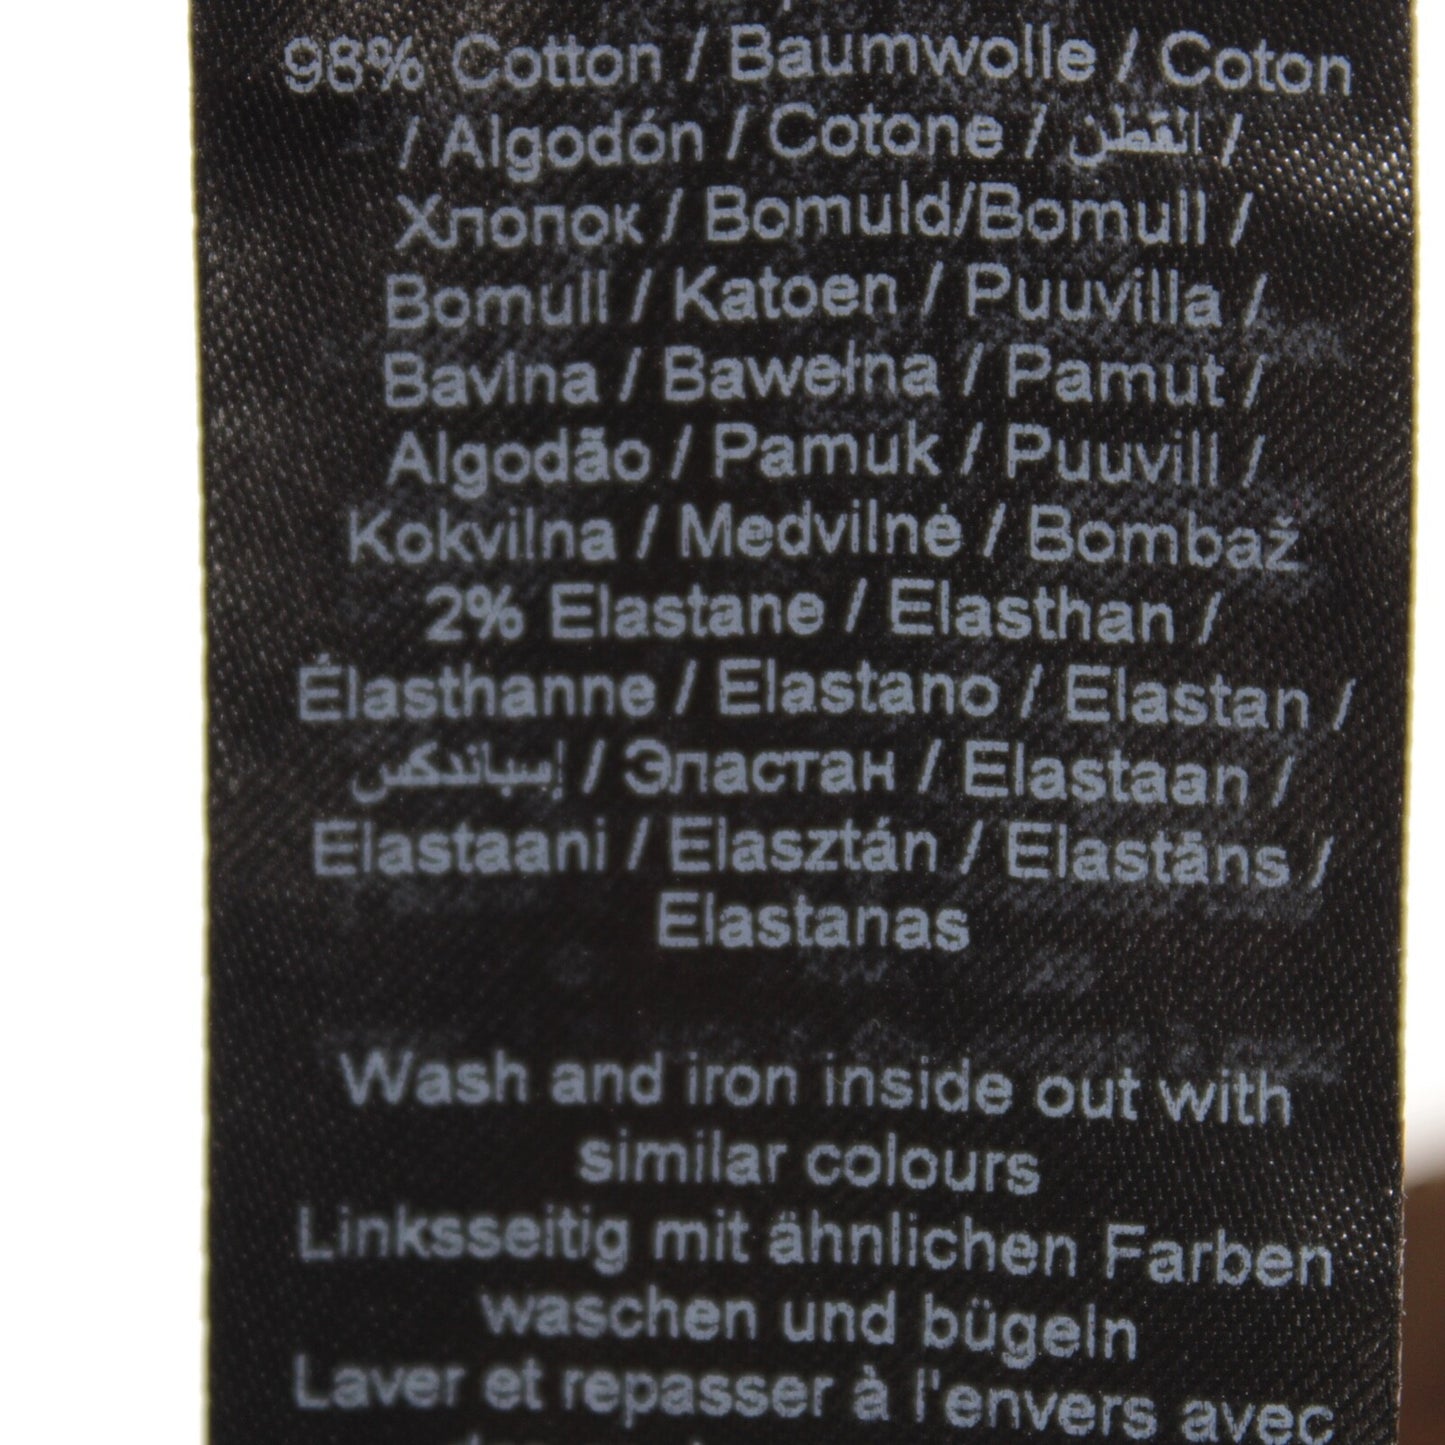 98% Cotton / Baumwolle / Coton
/ Algodón / Cotone / القطن /
Хлопок / Bomuld/Bomull /
Bomull / Katoen / Puuvilla /
Bavlna / Bawełna / Pamut /
Algodão / Pamuk / Puuvill /
Kokvilna / Medvilnė / Bombaž
2% Elastane / Elasthan /
Élasthanne / Elastano / Elastan /
إسباندكس / Эластан / Elastaan /
Elastaani / Elasztán / Elastāns /
Elastanas
Wash and iron inside out with
similar colours
Linksseitig mit ähnlichen Farben
waschen und bügeln
Laver et repasser à l'envers avec